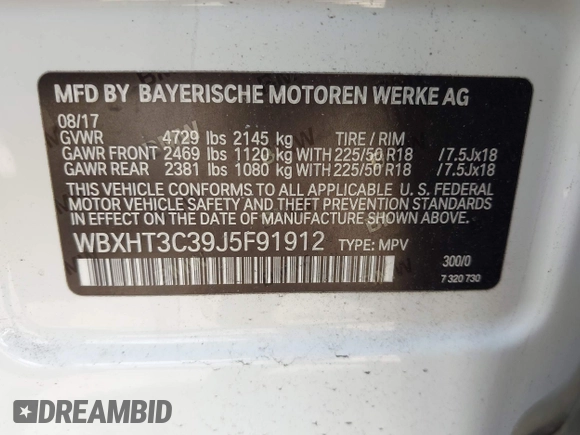 MFD BY BAYERISCHE MOTOREN WERKE AG
08/17
GVWR 4729 lbs 2145 kg TIRE / RIM
GAWR FRONT 2469 lbs 1120 kg WITH 225/50 R18 /7.5Jx18
GAWR REAR 2381 lbs 1080 kg WITH 225/50 R18 /7.5Jx18
THIS VEHICLE CONFORMS TO ALL APPLICABLE U. S. FEDERAL
MOTOR VEHICLE SAFETY, BUMPER, AND THEFT PREVENTION
STANDARDS IN EFFECT ON THE DATE OF MANUFACTURE SHOWN
ABOVE.
WBXHT3C39J5F91912 TYPE: MPV
300/0
7 320 730
DREAMBID